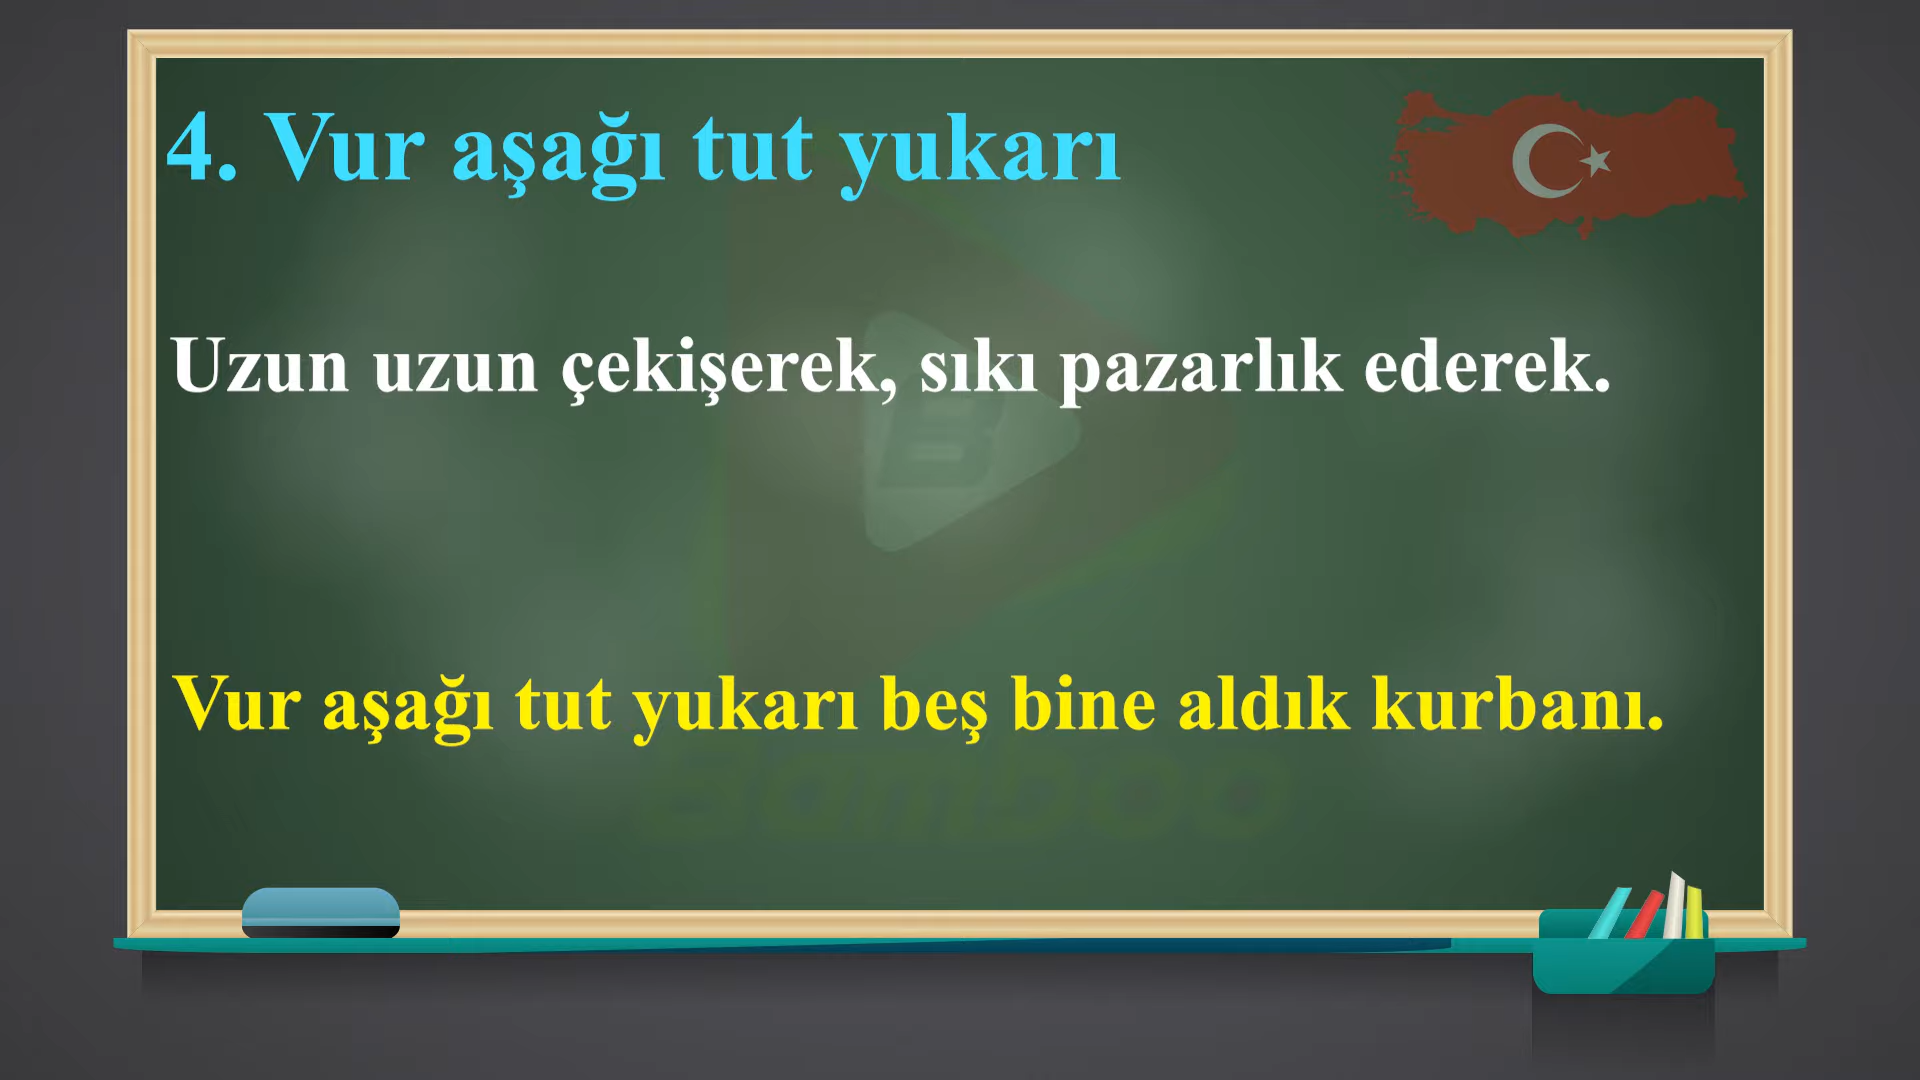 4. Vur aşağı tut yukarı
Uzun uzun çekişerek, sıkı pazarlık ederek.
B
Vur aşağı tut yukarı beş bine aldık kurbanı.
Bamboo